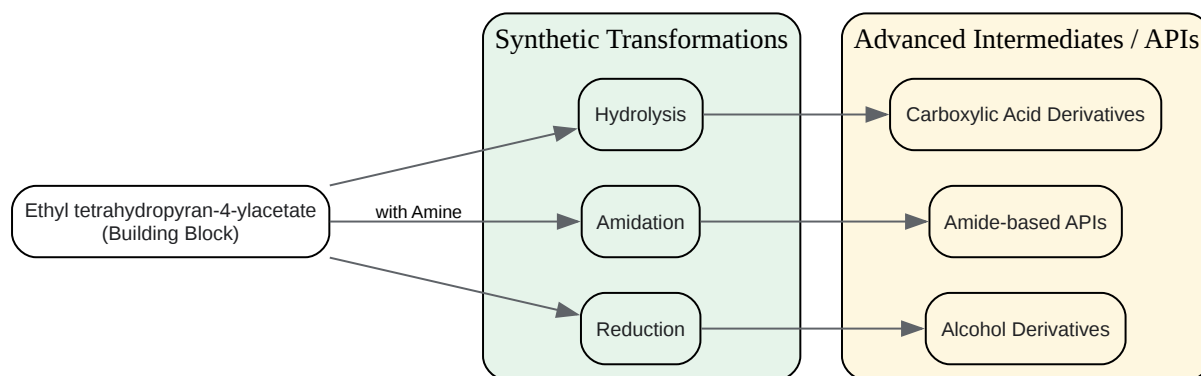 Synthetic Transformations
Advanced Intermediates / APIs
Hydrolysis
Carboxylic Acid Derivatives
Ethyl tetrahydropyran-4-ylacetate
(Building Block)
with Amine
Amidation
Amide-based APIs
Reduction
Alcohol Derivatives